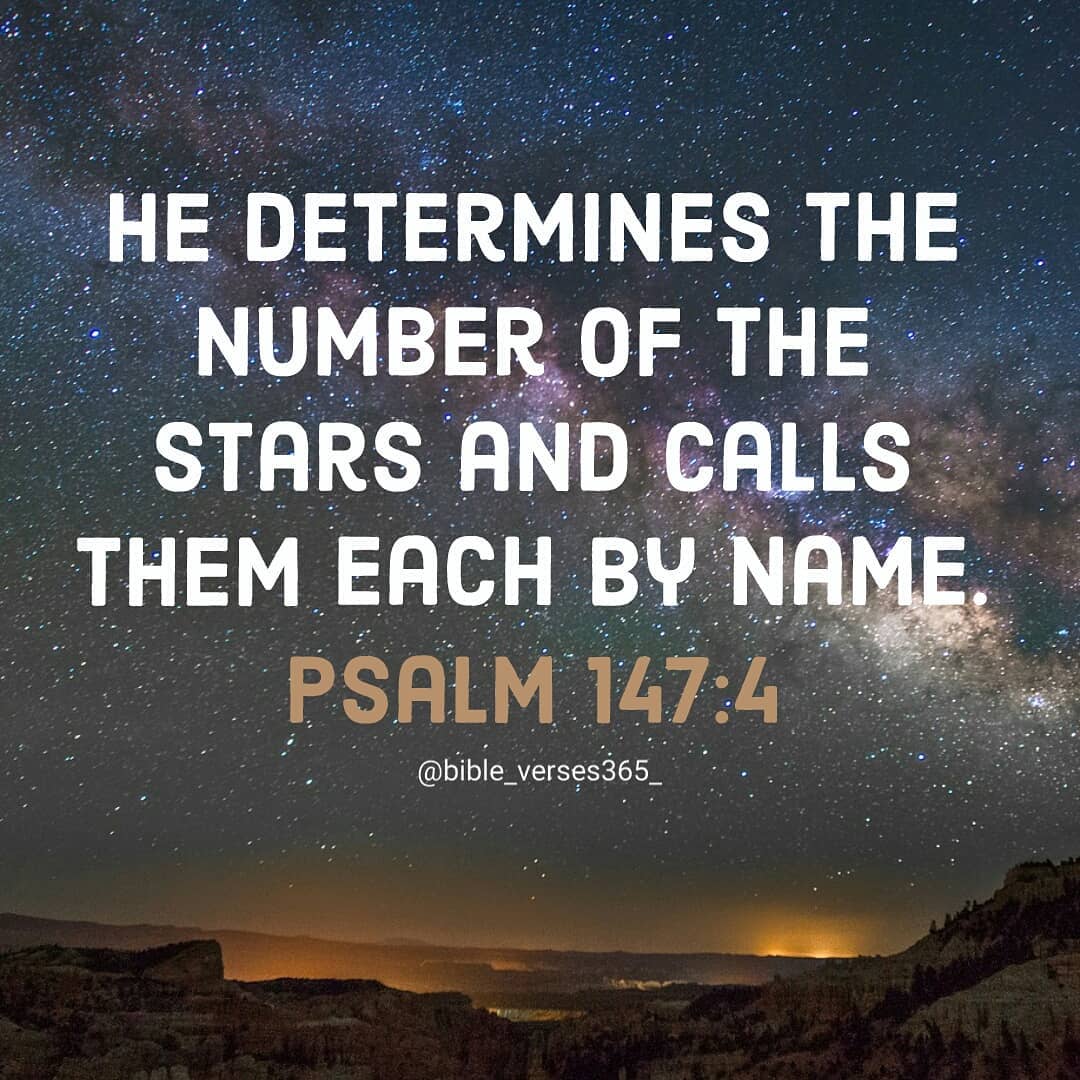 HE DETERMINES THE
NUMBER OF THE
STARS AND CALLS
THEM EACH BY NAME.
PSALM 147:4
@bible_verses365_